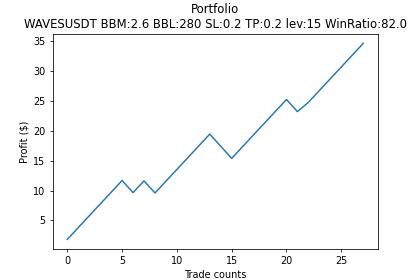 Portfolio
WAVESUSDT BBM:2.6 BBL:280 SL:0.2 TP:0.2 lev:15 WinRatio:82.0
35
30
25
20
15
10
5
Profit ($)
0 5 10 15 20 25
Trade counts